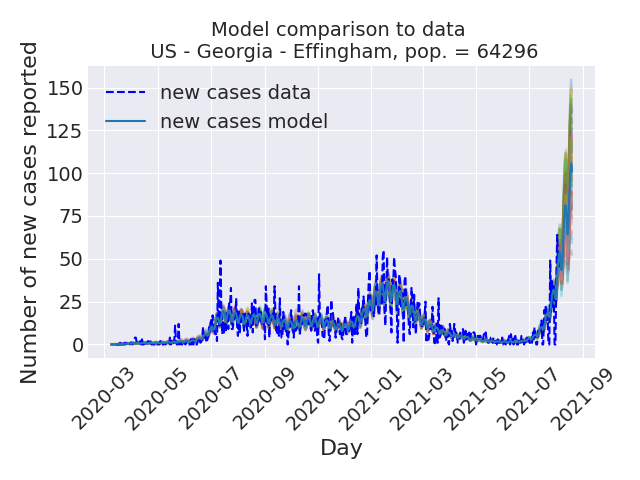 Model comparison to data
US - Georgia - Effingham, pop. = 64296
Number of new cases reported
150
125
100
75
50
25
0
new cases data
new cases model
2020-03
2020-05
2020-07
2020-09
2020-11
2021-01
2021-03
2021-05
2021-07
2021-09
Day